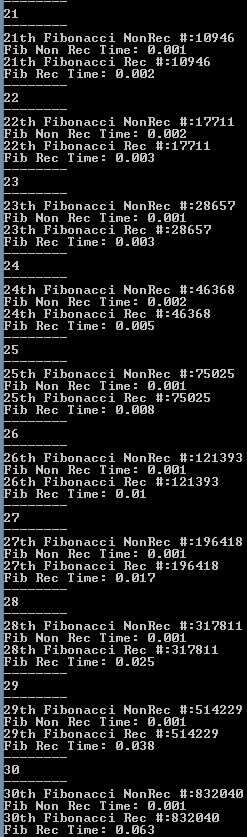 --------
21
--------
21th Fibonacci NonRec #:10946
Fib Non Rec Time: 0.001
21th Fibonacci Rec #:10946
Fib Rec Time: 0.002
--------
22
--------
22th Fibonacci NonRec #:17711
Fib Non Rec Time: 0.002
22th Fibonacci Rec #:17711
Fib Rec Time: 0.003
--------
23
--------
23th Fibonacci NonRec #:28657
Fib Non Rec Time: 0.001
23th Fibonacci Rec #:28657
Fib Rec Time: 0.003
--------
24
--------
24th Fibonacci NonRec #:46368
Fib Non Rec Time: 0.002
24th Fibonacci Rec #:46368
Fib Rec Time: 0.005
--------
25
--------
25th Fibonacci NonRec #:75025
Fib Non Rec Time: 0.001
25th Fibonacci Rec #:75025
Fib Rec Time: 0.008
--------
26
--------
26th Fibonacci NonRec #:121393
Fib Non Rec Time: 0.001
26th Fibonacci Rec #:121393
Fib Rec Time: 0.01
--------
27
--------
27th Fibonacci NonRec #:196418
Fib Non Rec Time: 0.001
27th Fibonacci Rec #:196418
Fib Rec Time: 0.017
--------
28
--------
28th Fibonacci NonRec #:317811
Fib Non Rec Time: 0.001
28th Fibonacci Rec #:317811
Fib Rec Time: 0.025
--------
29
--------
29th Fibonacci NonRec #:514229
Fib Non Rec Time: 0.001
29th Fibonacci Rec #:514229
Fib Rec Time: 0.038
--------
30
--------
30th Fibonacci NonRec #:832040
Fib Non Rec Time: 0.001
30th Fibonacci Rec #:832040
Fib Rec Time: 0.063